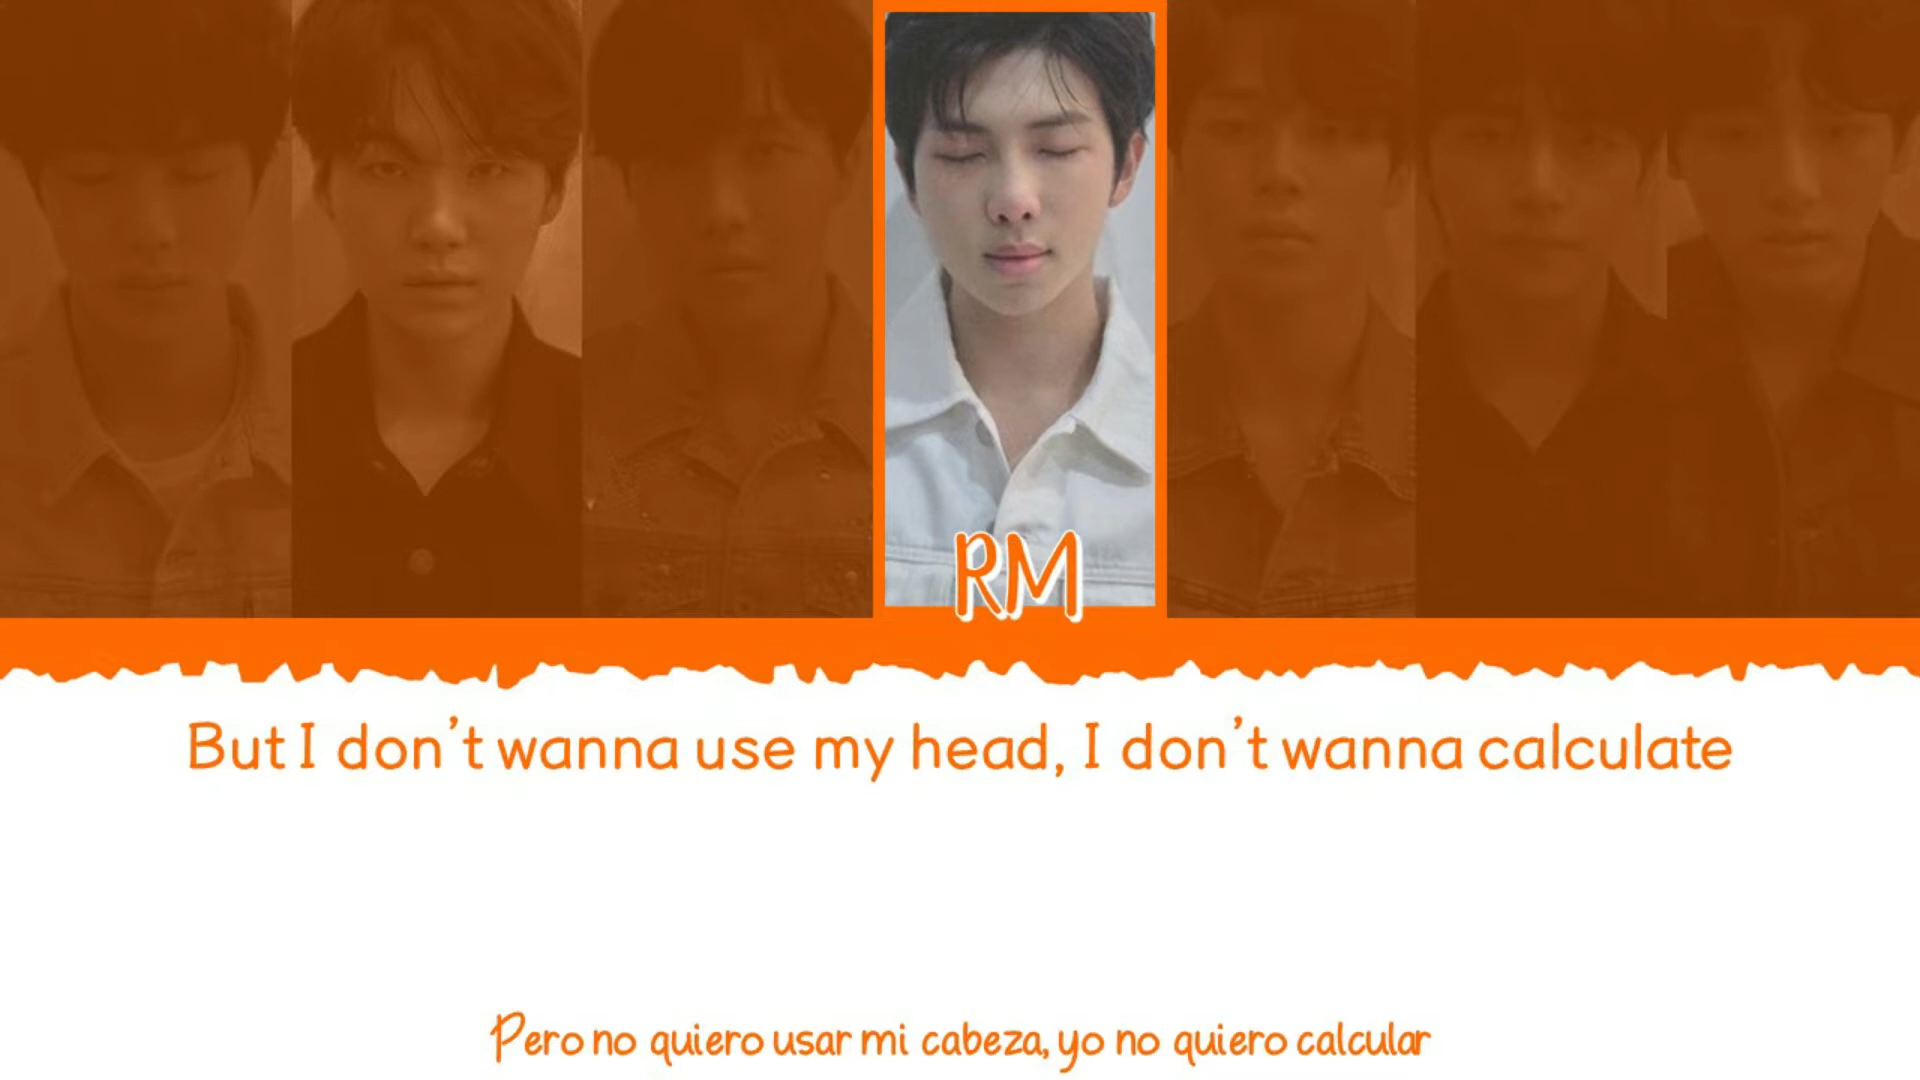 RM
But I don't wanna use my head, I don't wanna calculate
Pero no quiero usar mi cabeza, yo no quiero calcular